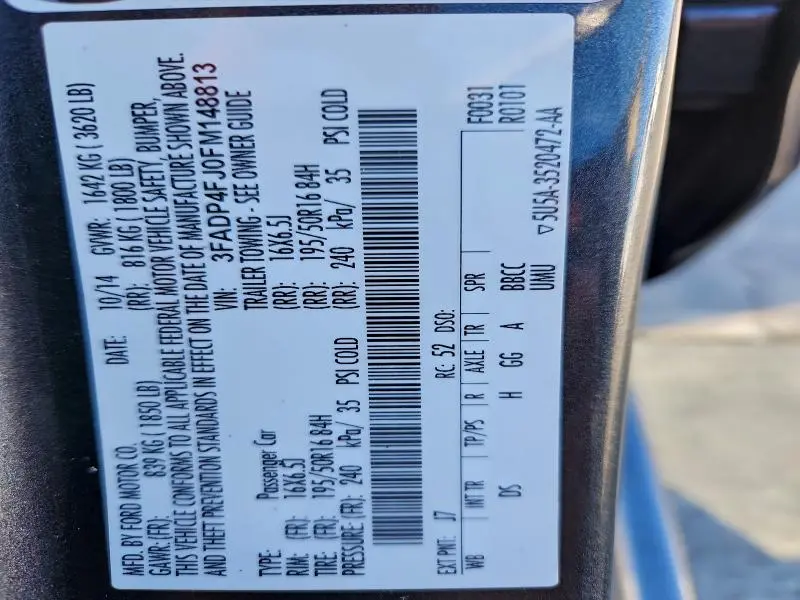 MFD. BY FORD MOTOR CO. DATE: 10/14 GVWR: 1642 KG ( 3620 LB)
GAWR: (FR): 839 KG ( 1850 LB) (RR): 816 KG ( 1800 LB)
THIS VEHICLE CONFORMS TO ALL APPLICABLE FEDERAL MOTOR VEHICLE SAFETY, BUMPER,
AND THEFT PREVENTION STANDARDS IN EFFECT ON THE DATE OF MANUFACTURE SHOWN ABOVE.
VIN: 3FADP4FJ0FM148813
TYPE: Passenger Car TRAILER TOWING - SEE OWNER GUIDE
RIM: (FR): 16X6.5J (RR): 16X6.5J
TIRE: (FR): 195/50R16 84H (RR): 195/50R16 84H
PRESSURE: (FR): 240 kPa/ 35 PSI COLD (RR): 240 kPa/ 35 PSI COLD
EXT PNT: J7 RC: 52 DSO: F0031
WB INT TR TP/PS R AXLE TR SPR R0101
DS H GG A BBCC
UMU
▽5U5A-3520472-AA